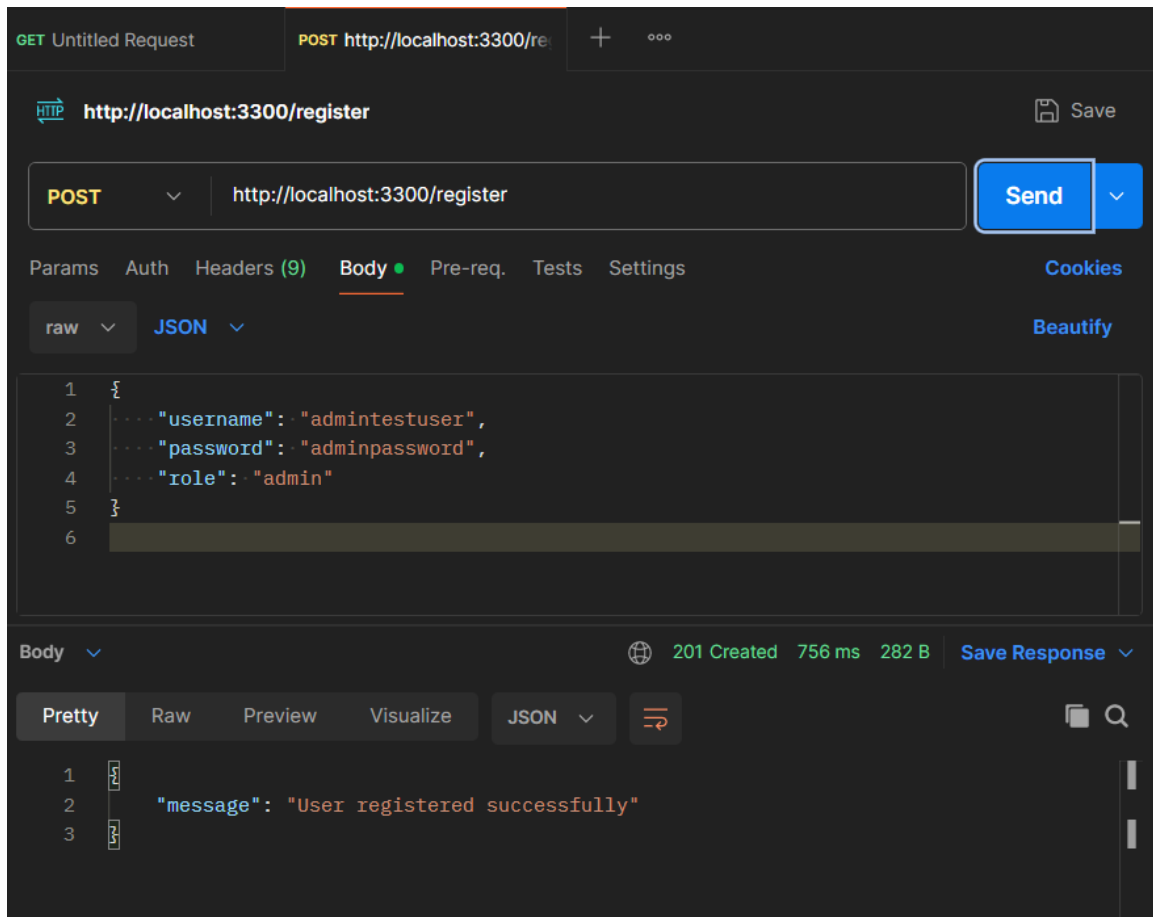 GET Untitled Request POST http://localhost:3300/re
HTTP http://localhost:3300/register Save
POST http://localhost:3300/register Send
Params Auth Headers (9) Body Pre-req. Tests Settings Cookies
raw JSON Beautify
1 {
2 "username": "admintestuser",
3 "password": "adminpassword",
4 "role": "admin"
5 }
6
Body 201 Created 756 ms 282 B Save Response
Pretty Raw Preview Visualize JSON
1 {
2 "message": "User registered successfully"
3 }